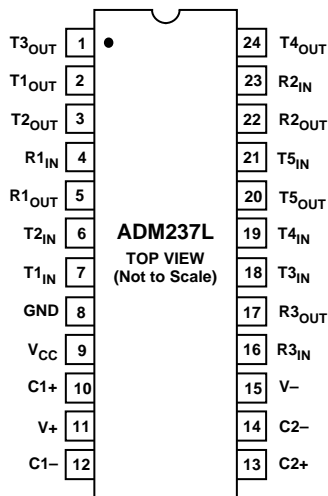 T3OUT 1 24 T4OUT
T1OUT 2 23 R2IN
T2OUT 3 22 R2OUT
R1IN 4 21 T5IN
R1OUT 5 20 T5OUT
T2IN 6 ADM237L 19 T4IN
TOP VIEW
T1IN 7 (Not to Scale) 18 T3IN
GND 8 17 R3OUT
VCC 9 16 R3IN
C1+ 10 15 V–
V+ 11 14 C2–
C1– 12 13 C2+